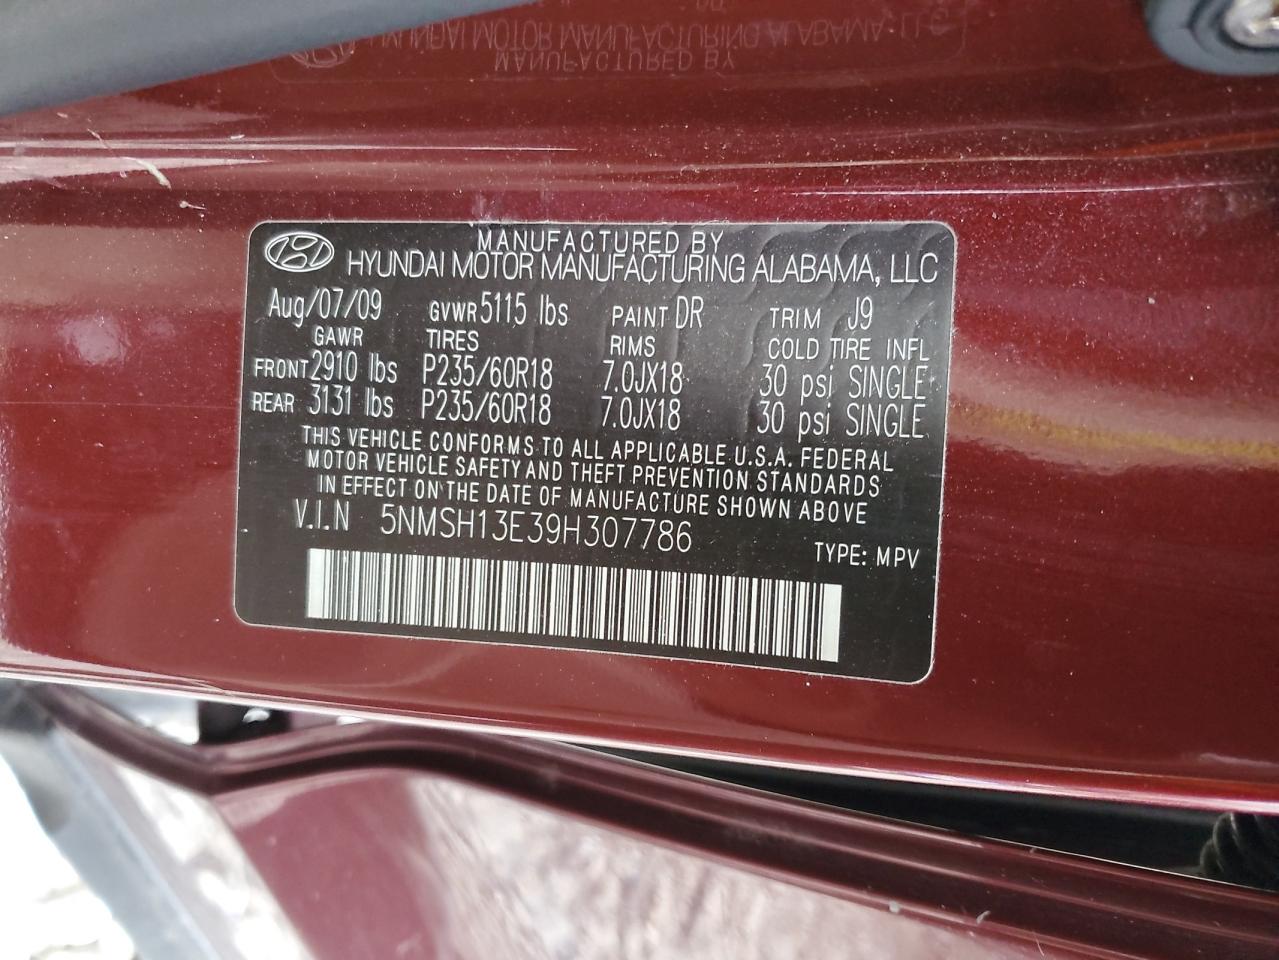 MANUFACTURED BY
HYUNDAI MOTOR MANUFACTURING ALABAMA, LLC
Aug/07/09 GVWR 5115 lbs PAINT DR TRIM J9
GAWR TIRES RIMS COLD TIRE INFL
FRONT 2910 lbs P235/60R18 7.0JX18 30 psi SINGLE
REAR 3131 lbs P235/60R18 7.0JX18 30 psi SINGLE
THIS VEHICLE CONFORMS TO ALL APPLICABLE U.S.A. FEDERAL
MOTOR VEHICLE SAFETY AND THEFT PREVENTION STANDARDS
IN EFFECT ON THE DATE OF MANUFACTURE SHOWN ABOVE
V.I.N 5NMSH13E39H307786
TYPE: MPV